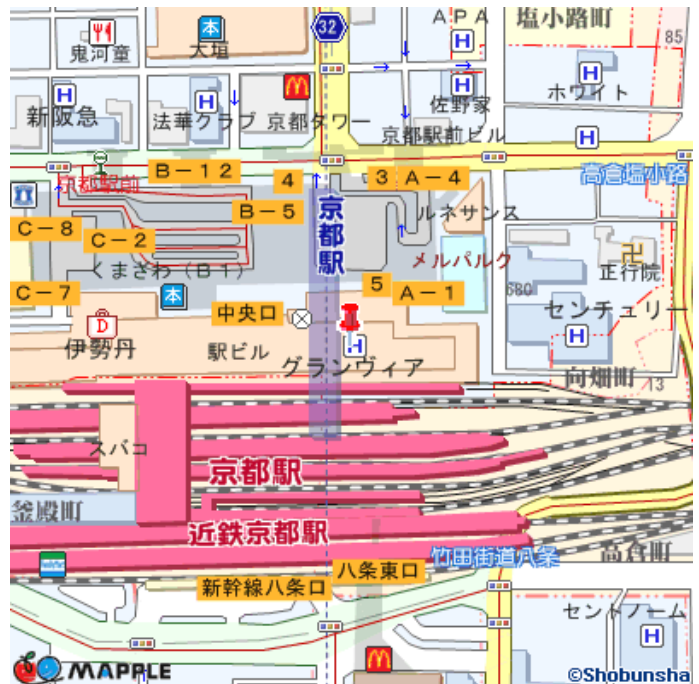 32
APA
塩小路町
85
鬼河童
大垣
ホワイト
新阪急
法華クラブ
京都タワー
佐野家
京都駅前ビル
京都駅前
B-12
4
3
A-4
高倉塩小路
C-8
B-5
京都駅
ルネサンス
C-2
くまざわ(B1)
メルパルク
正行院
C-7
5
A-1
680
センチュリー
中央口
伊勢丹
駅ビル
グランヴィア
向畑町
13
スバコ
京都駅
釜殿町
近鉄京都駅
竹田街道八条
高倉町
八条東口
新幹線八条口
セントノーム
MAPPLE
©Shobunsha